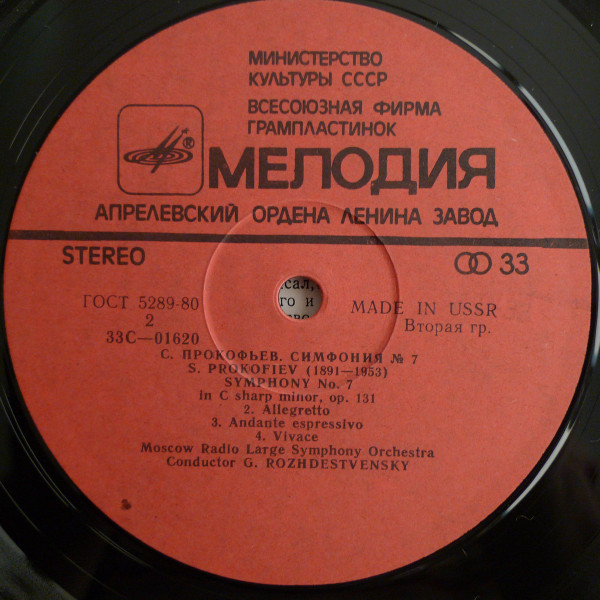 МИНИСТЕРСТВО
КУЛЬТУРЫ СССР
ВСЕСОЮЗНАЯ ФИРМА
ГРАМПЛАСТИНОК
®
МЕЛОДИЯ
АПРЕЛЕВСКИЙ ОРДЕНА ЛЕНИНА ЗАВОД
STEREO
33
ГОСТ 5289-80
MADE IN USSR
2
Вторая гр.
33С—01620
го и
С. ПРОКОФЬЕВ. СИМФОНИЯ № 7
S. PROKOFIEV (1891—1953)
SYMPHONY No. 7
in C sharp minor, op. 131
2. Allegretto
3. Andante espressivo
4. Vivace
Moscow Radio Large Symphony Orchestra
Conductor G. ROZHDESTVENSKY